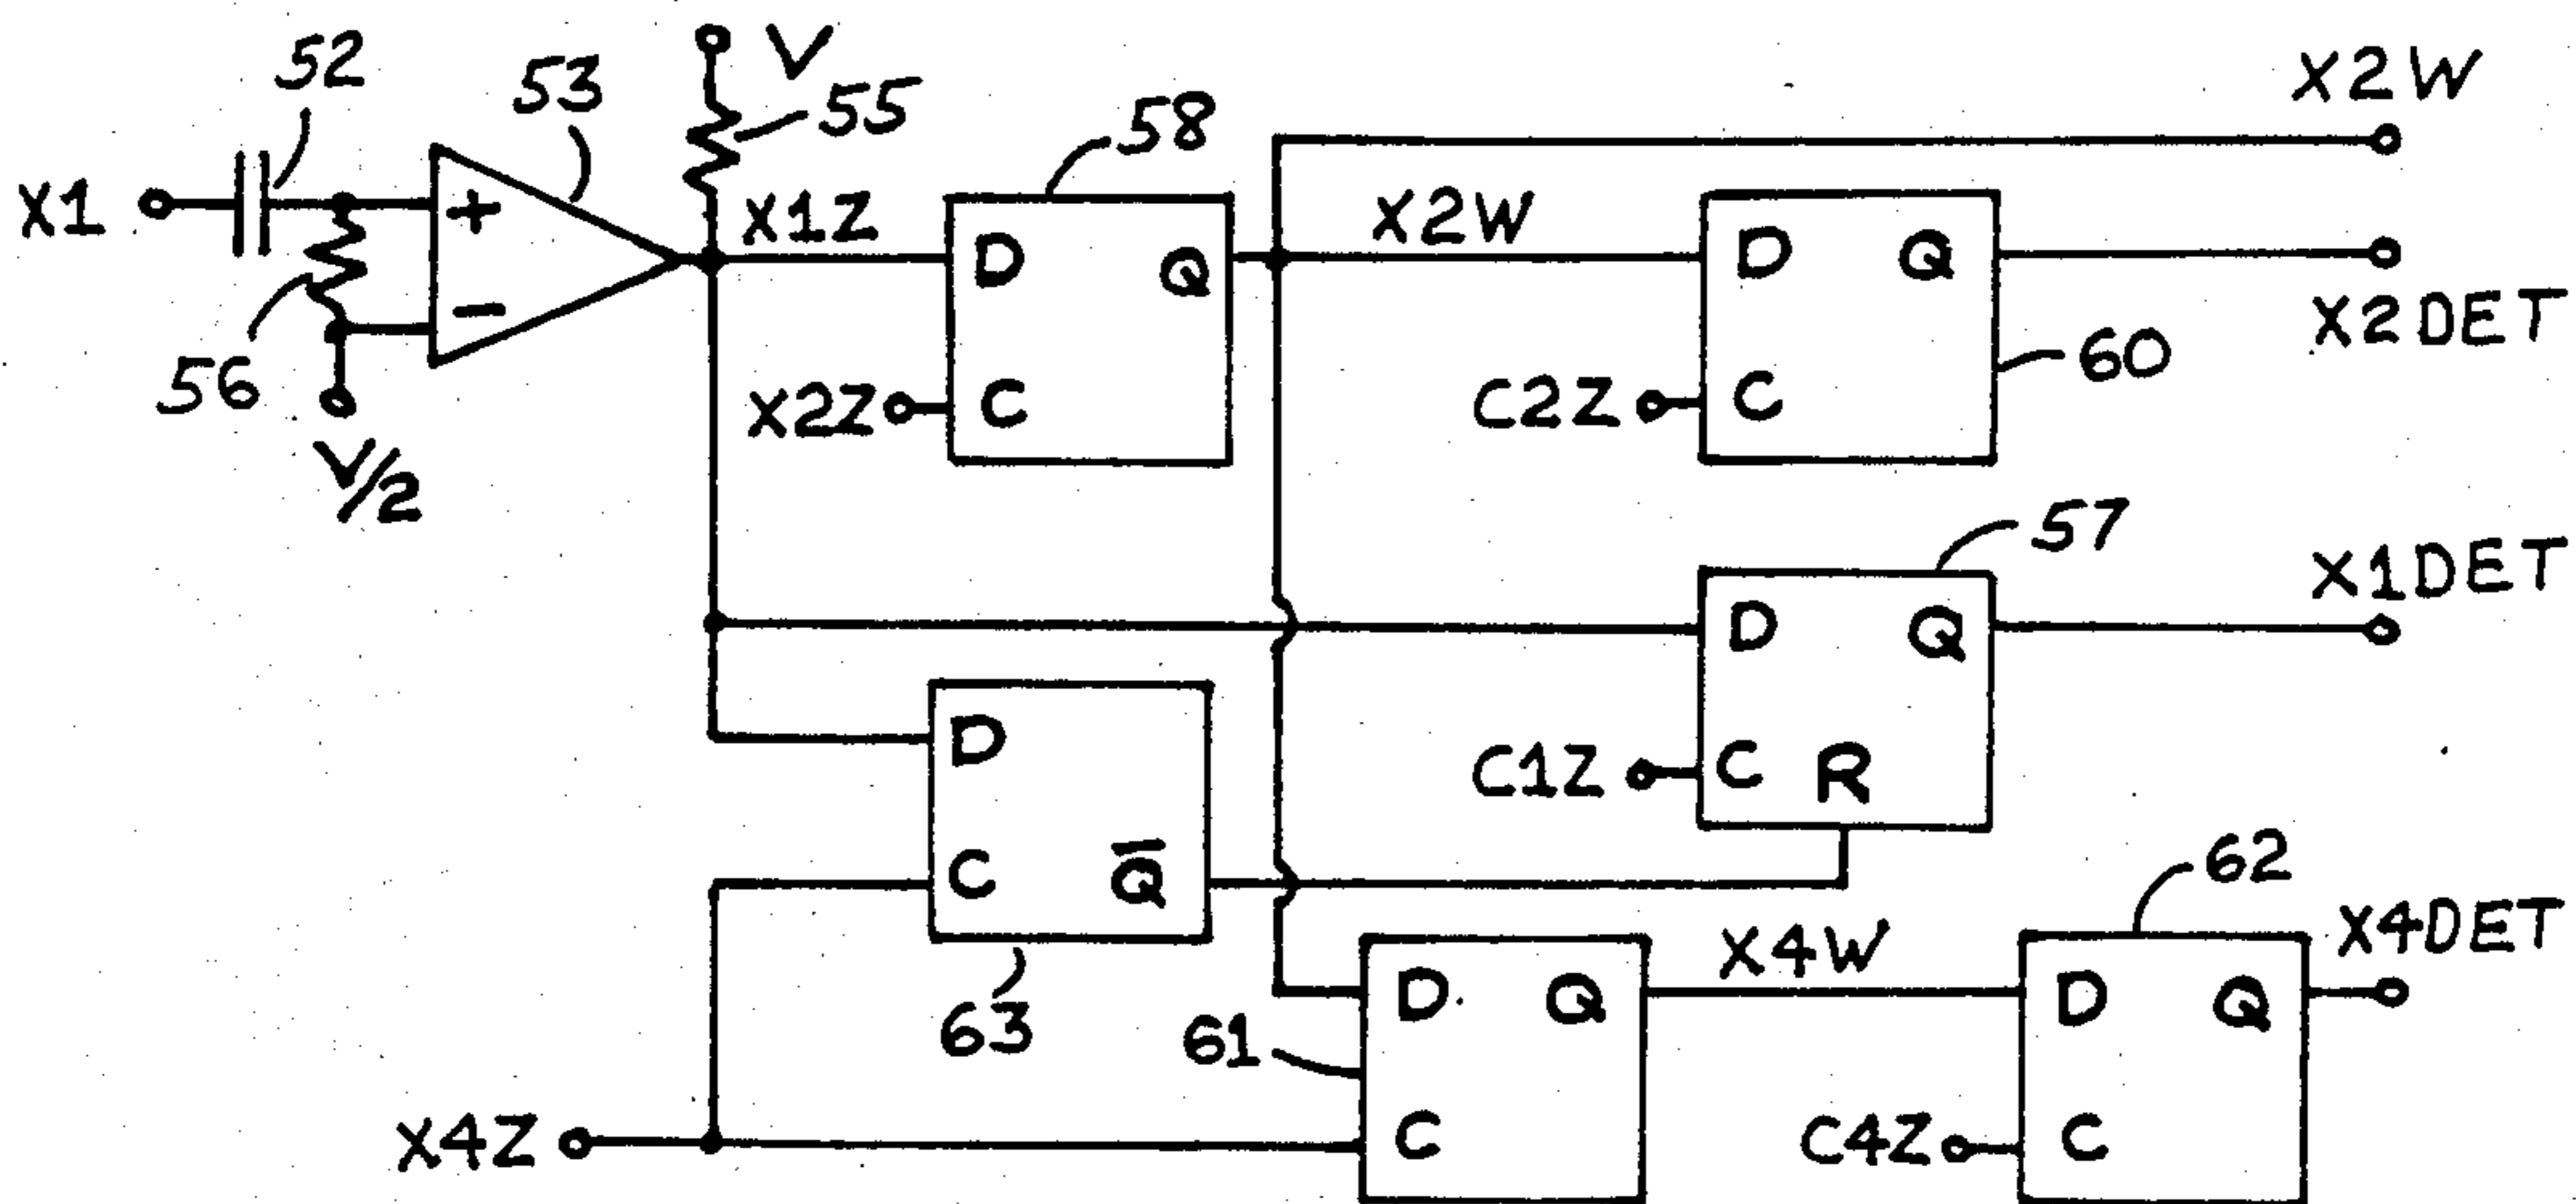 52
53
V
55
58
X2W
X1
+
X1Z
D
Q
X2W
D
Q
−
56
V/2
X2Z
C
C2Z
C
X2DET
60
57
D
Q
X1DET
D
C1Z
C
R
C
Q̅
63
62
61
D
Q
X4W
D
Q
X4DET
X4Z
C
C4Z
C